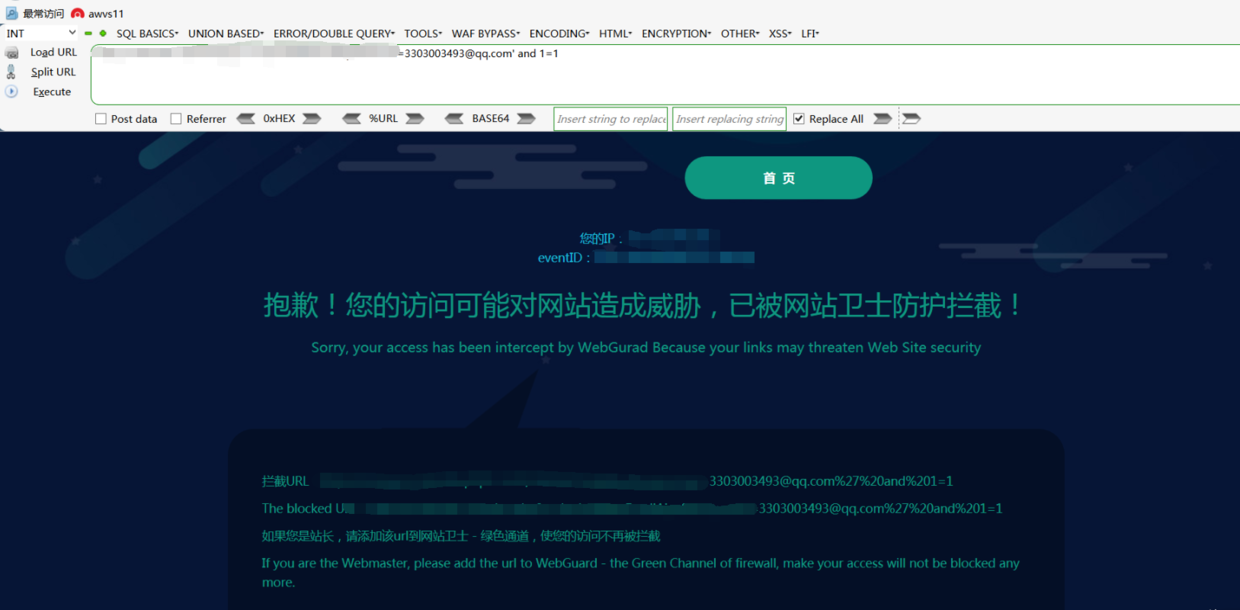 最常访问 awvs11
INT SQL BASICS UNION BASED ERROR/DOUBLE QUERY TOOLS WAF BYPASS ENCODING HTML ENCRYPTION OTHER XSS LFI
Load URL =3303003493@qq.com' and 1=1
Split URL
Execute
Post data Referrer 0xHEX %URL BASE64 Insert string to replace Insert replacing string Replace All
首 页
您的IP：
eventID：
抱歉！您的访问可能对网站造成威胁，已被网站卫士防护拦截！
Sorry, your access has been intercept by WebGurad Because your links may threaten Web Site security
拦截URL 3303003493@qq.com%27%20and%201=1
The blocked U 3303003493@qq.com%27%20and%201=1
如果您是站长，请添加该url到网站卫士 - 绿色通道，使您的访问不再被拦截
If you are the Webmaster, please add the url to WebGuard - the Green Channel of firewall, make your access will not be blocked any
more.